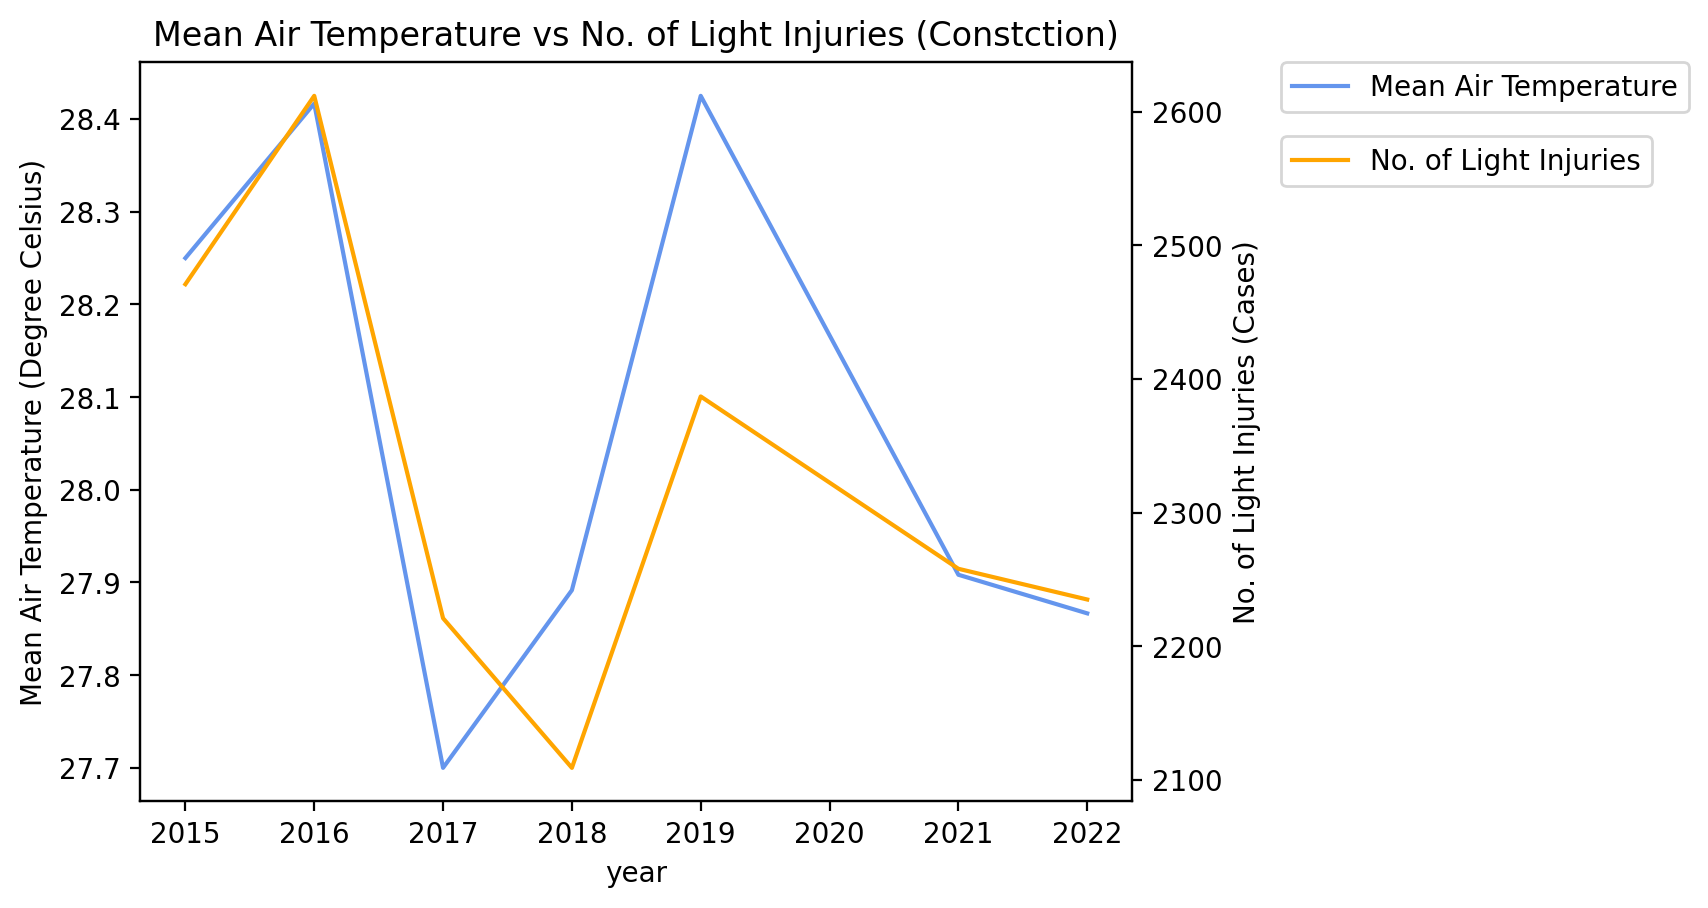 Mean Air Temperature vs No. of Light Injuries (Constction)
Mean Air Temperature
No. of Light Injuries
Mean Air Temperature (Degree Celsius)
28.4
28.3
28.2
28.1
28.0
27.9
27.8
27.7
2600
2500
2400
2300
2200
2100
No. of Light Injuries (Cases)
2015 2016 2017 2018 2019 2020 2021 2022
year